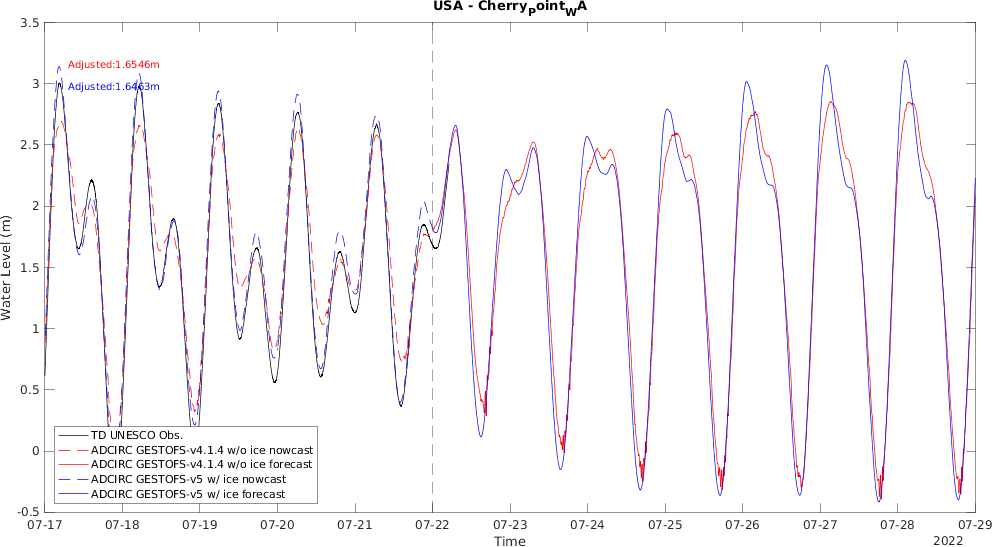 USA - CherryPointWA
3.5
3
2.5
2
1.5
1
0.5
0
-0.5
Water Level (m)
Adjusted:1.6546m
Adjusted:1.6463m
TD UNESCO Obs.
ADCIRC GESTOFS-v4.1.4 w/o ice nowcast
ADCIRC GESTOFS-v4.1.4 w/o ice forecast
ADCIRC GESTOFS-v5 w/ ice nowcast
ADCIRC GESTOFS-v5 w/ ice forecast
07-17 07-18 07-19 07-20 07-21 07-22 07-23 07-24 07-25 07-26 07-27 07-28 07-29
Time
2022